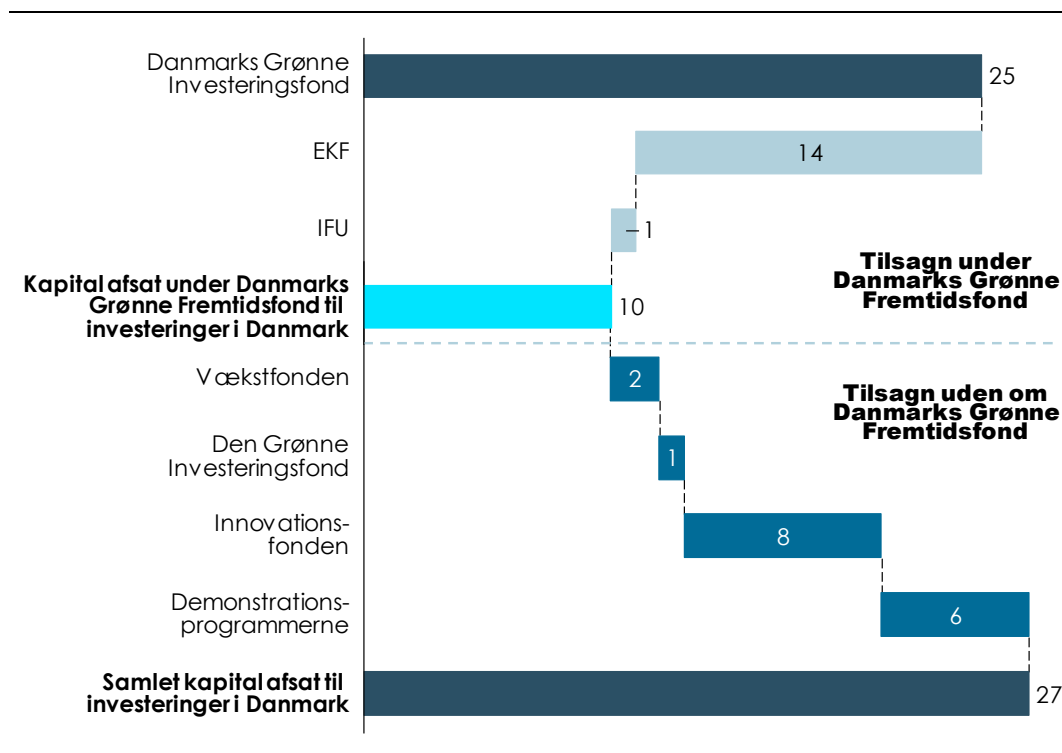 Danmarks Grønne
Investeringsfond
25
EKF
14
IFU
1
Kapital afsat under Danmarks
Grønne Fremtidsfond til
investeringer i Danmark
10
Tilsagn under
Danmarks Grønne
Fremtidsfond
Vækstfonden
2
Tilsagn uden om
Danmarks Grønne
Fremtidsfond
Den Grønne
Investeringsfond
1
Innovations-
fonden
8
Demonstrations-
programmerne
6
Samlet kapital afsat til
investeringer i Danmark
27